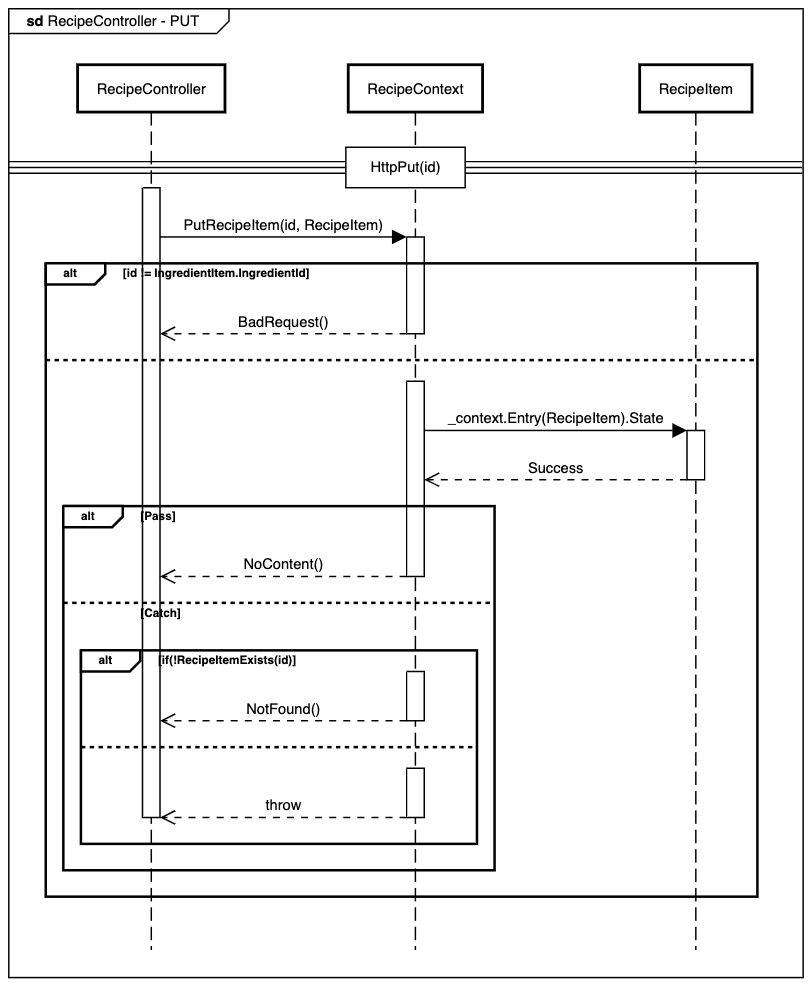 sd RecipeController - PUT
RecipeController
RecipeContext
RecipeItem
HttpPut(id)
PutRecipeItem(id, RecipeItem)
alt
[id != IngredientItem.IngredientId]
BadRequest()
_context.Entry(RecipeItem).State
Success
alt
[Pass]
NoContent()
[Catch]
alt
[if(!RecipeItemExists(id)]
NotFound()
throw